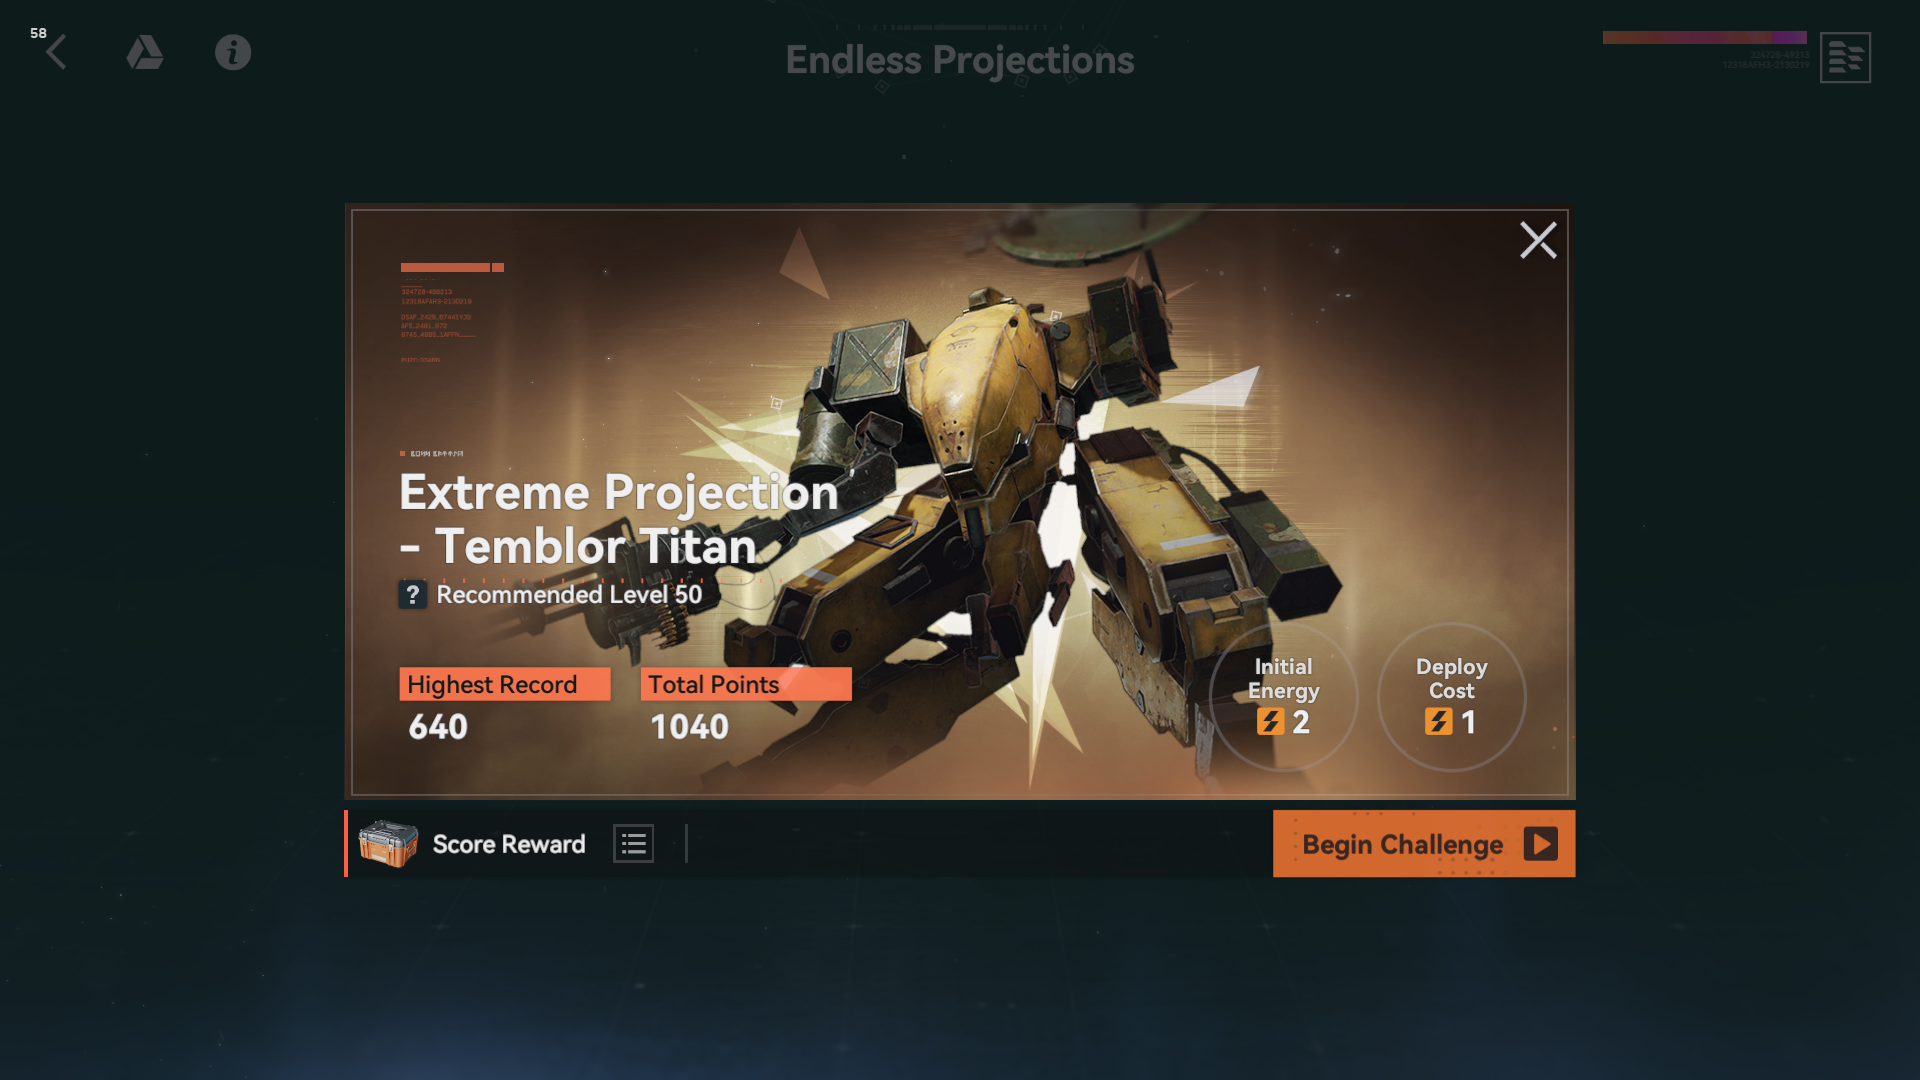 58
Endless Projections
Extreme Projection
- Temblor Titan
? Recommended Level 50
Highest Record
640
Total Points
1040
Initial
Energy
2
Deploy
Cost
1
Score Reward
Begin Challenge